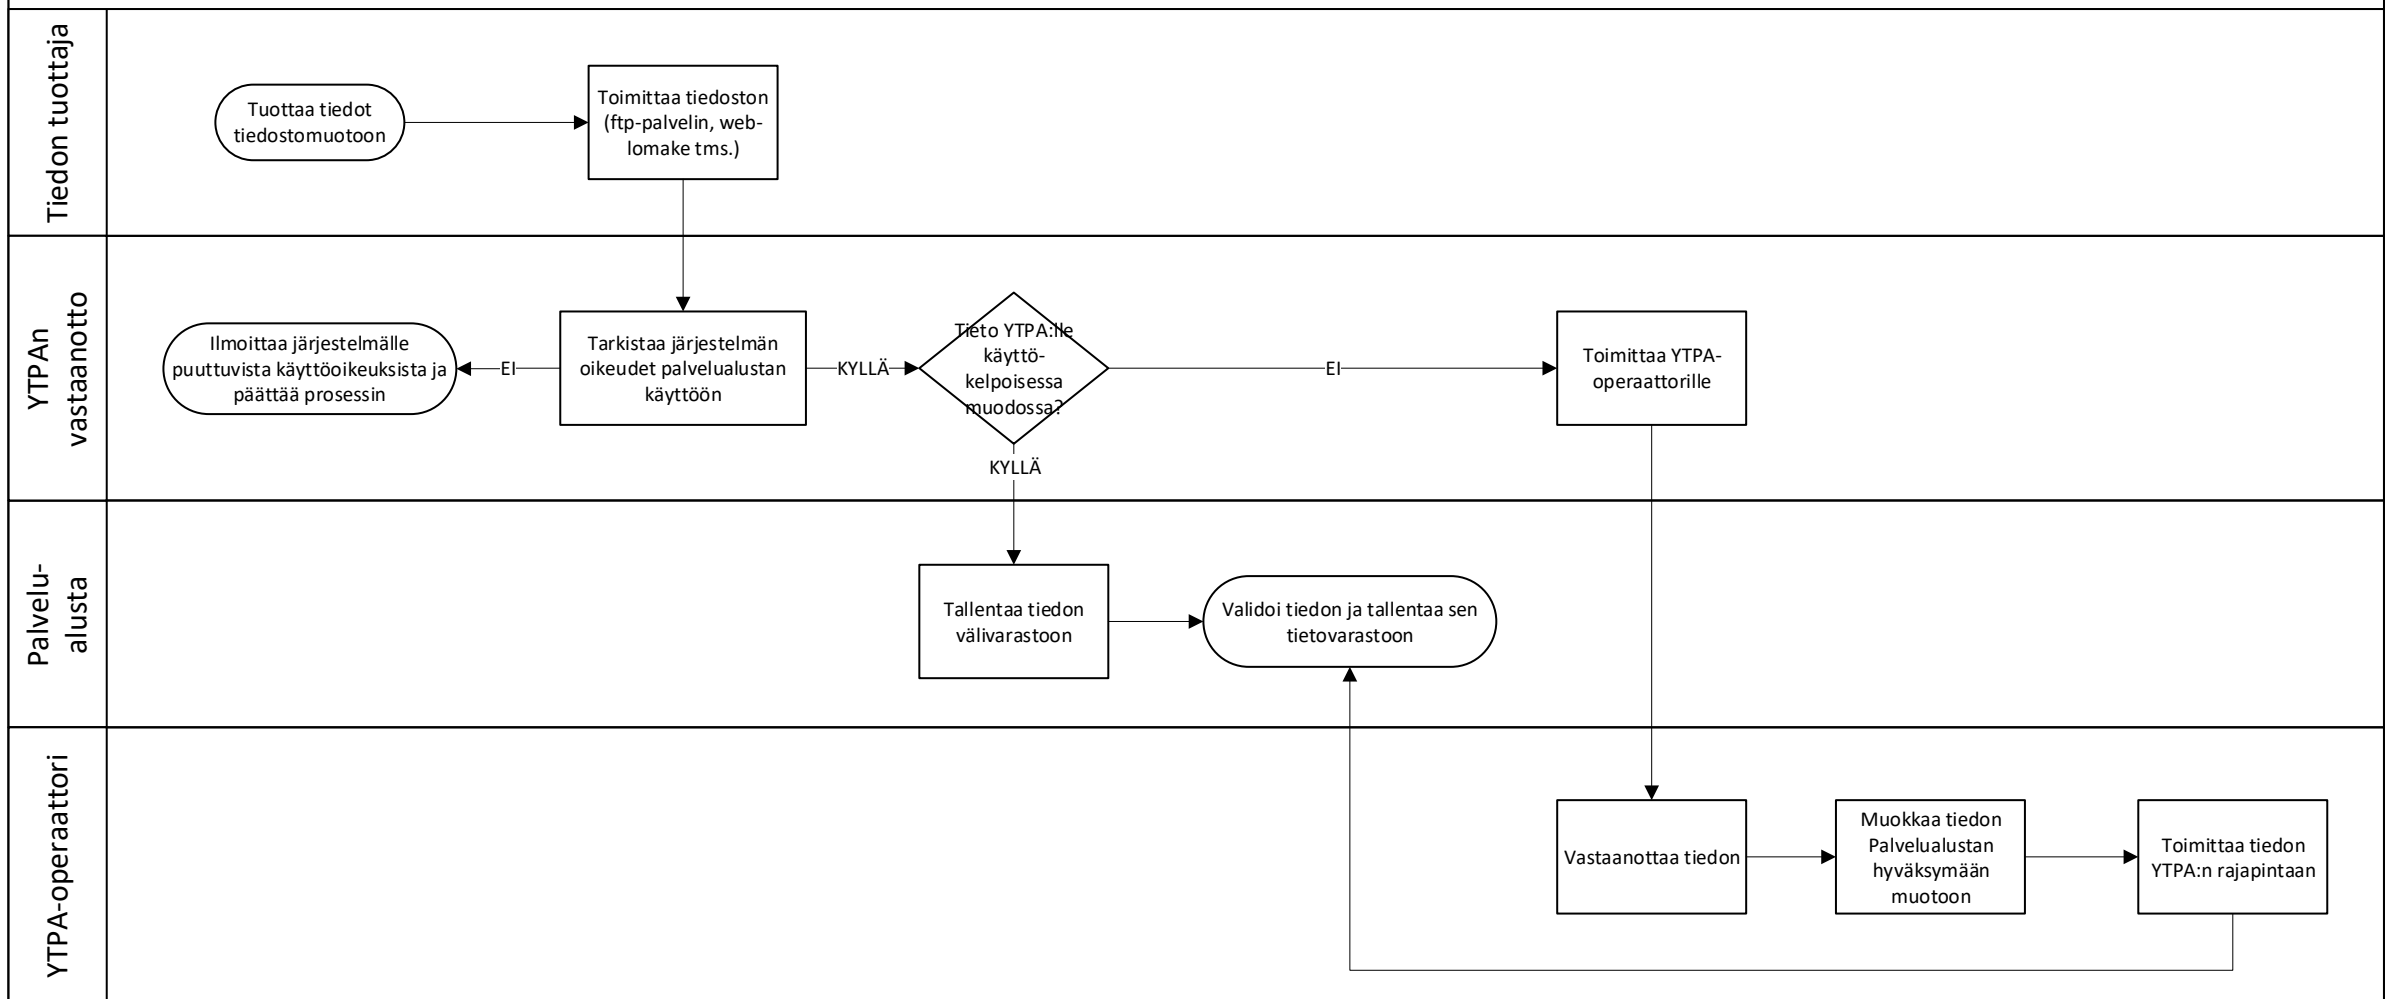 Tiedon tuottaja
Tuottaa tiedot
tiedostomuotoon
Toimittaa tiedoston
(ftp-palvelin, web-
lomake tms.)
YTPAn
vastaanotto
Ilmoittaa järjestelmälle
puuttuvista käyttöoikeuksista ja
päättää prosessin
EI
Tarkistaa järjestelmän
oikeudet palvelualustan
käyttöön
KYLLÄ
Tieto YTPA:lle
käyttö-
kelpoisessa
muodossa?
EI
Toimittaa YTPA-
operaattorille
KYLLÄ
Palvelu-
alusta
Tallentaa tiedon
välivarastoon
Validoi tiedon ja tallentaa sen
tietovarastoon
YTPA-operaattori
Vastaanottaa tiedon
Muokkaa tiedon
Palvelualustan
hyväksymään
muotoon
Toimittaa tiedon
YTPA:n rajapintaan